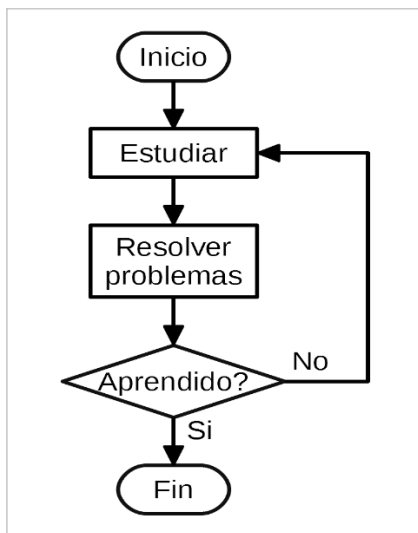 Inicio
Estudiar
Resolver
problemas
Aprendido?
No
Si
Fin